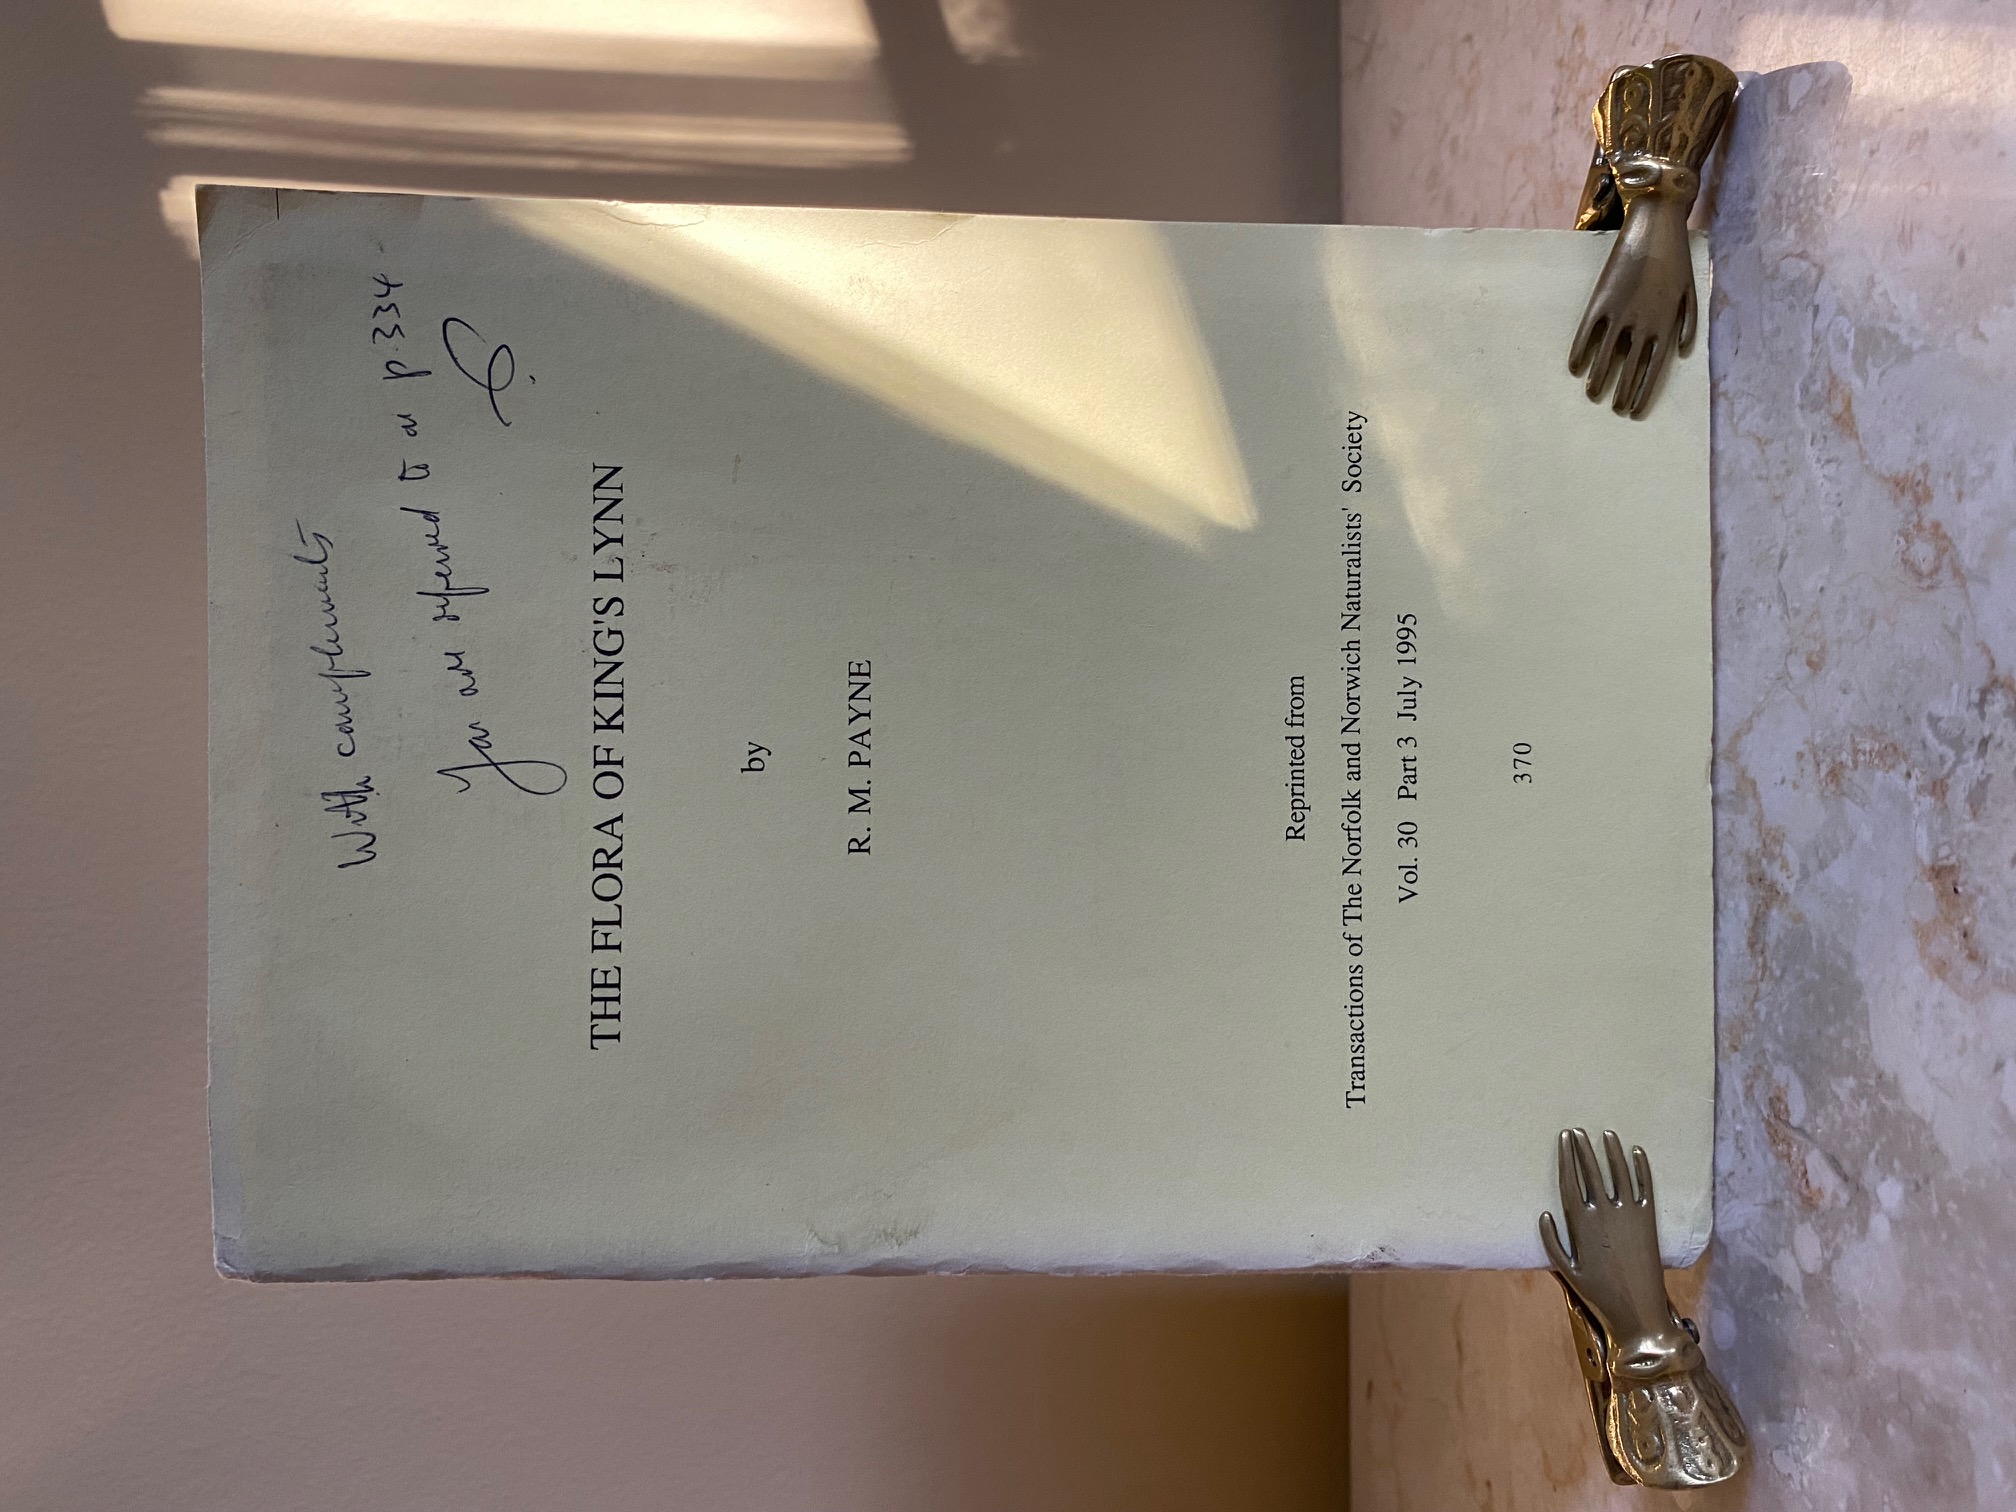 With compliments
You are referred to on p.334
THE FLORA OF KING'S LYNN
by
R. M. PAYNE
Reprinted from
Transactions of The Norfolk and Norwich Naturalists' Society
Vol. 30 Part 3 July 1995
370